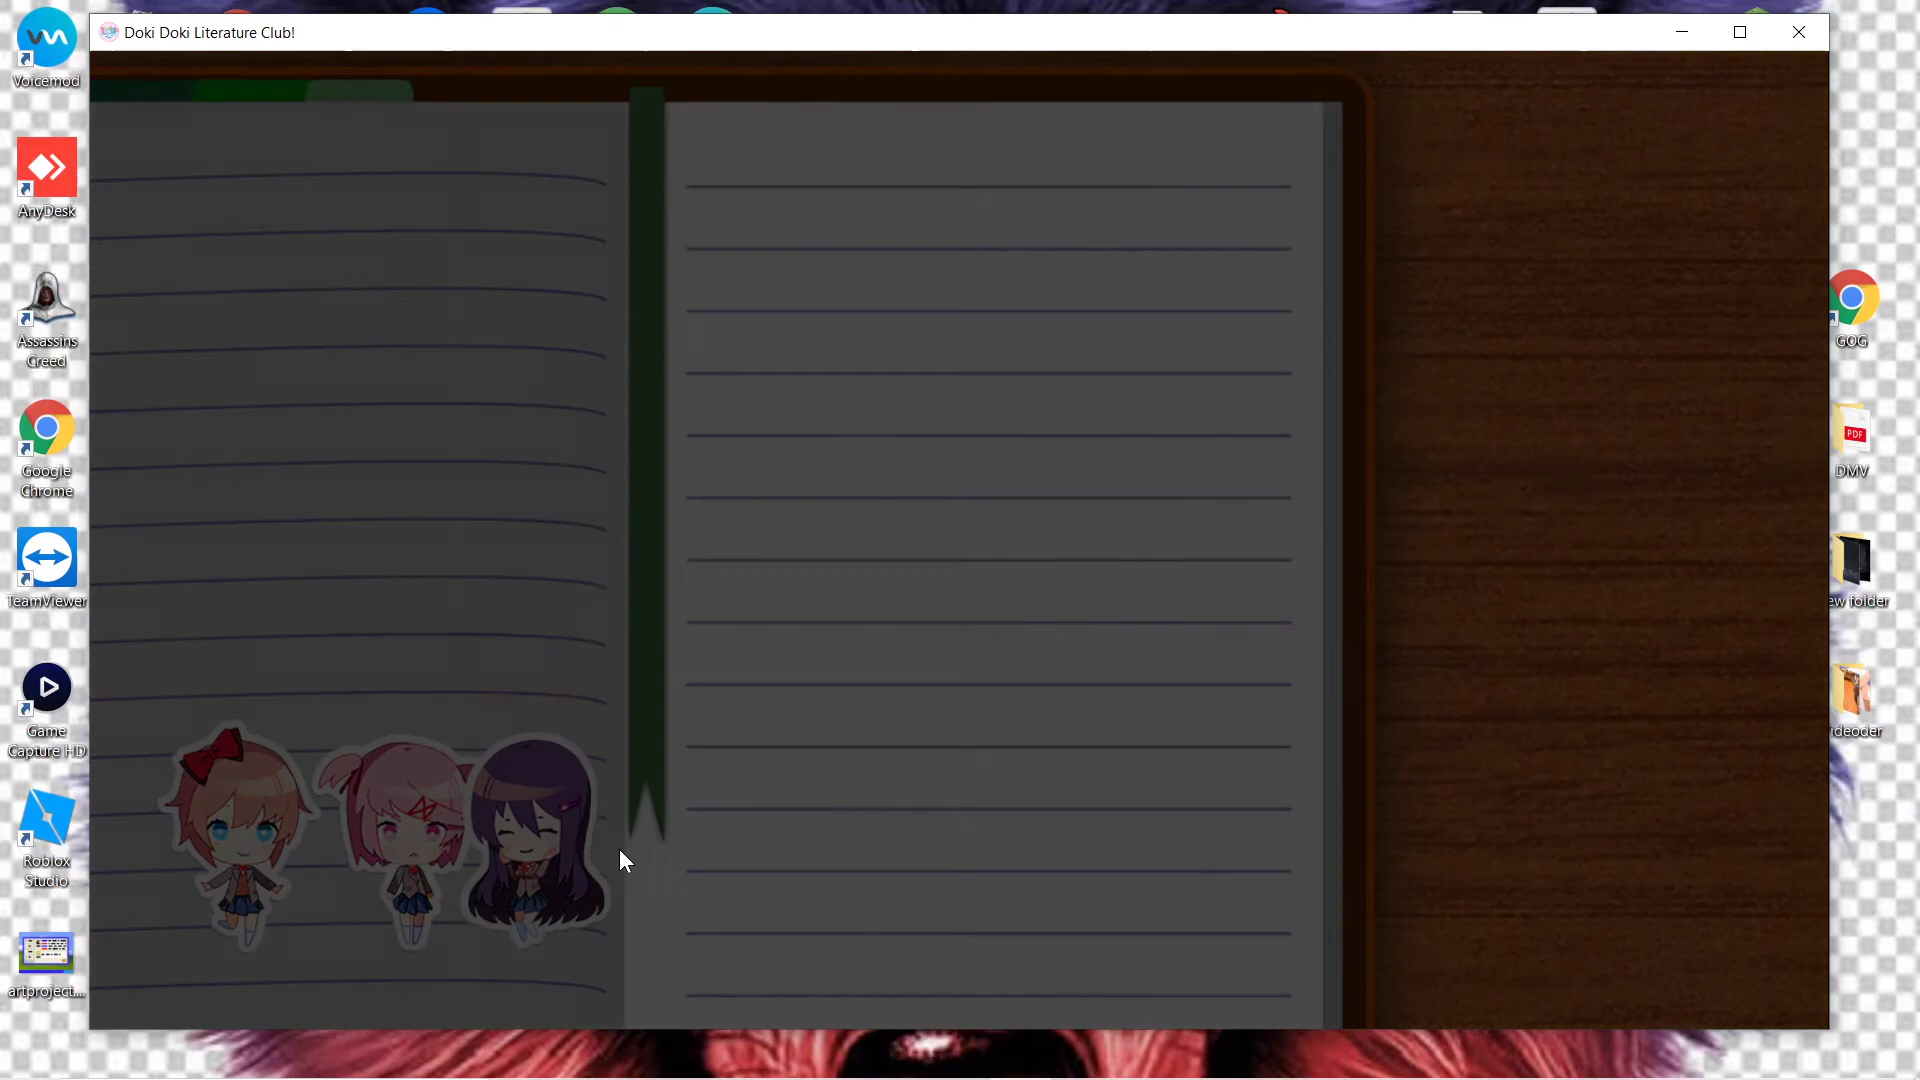 Doki Doki Literature Club!
Voicemod
AnyDesk
Assassins
Creed
Google
Chrome
TeamViewer
Game
Capture HD
Roblox
Studio
artproject....
GOG
PDF
DMV
ew folder
ideoder